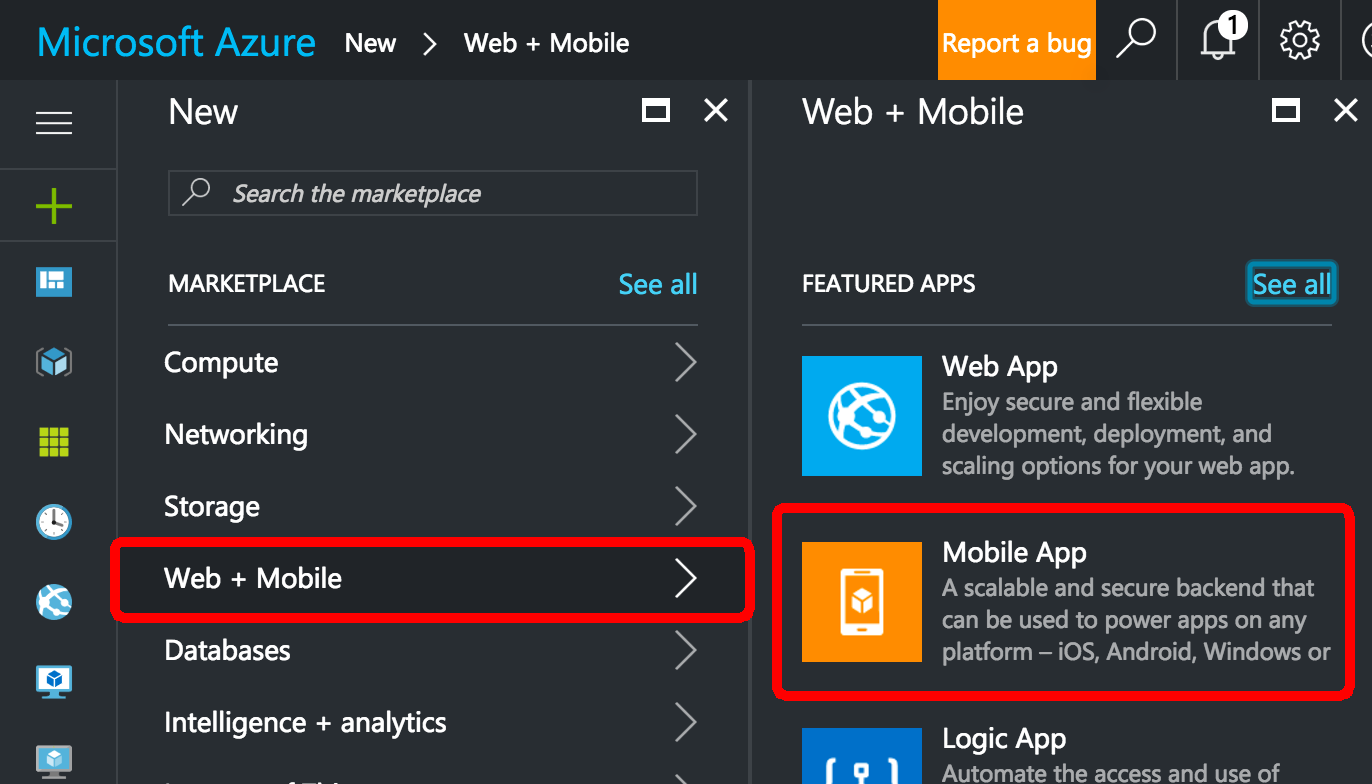 Microsoft Azure New > Web + Mobile Report a bug 1
New
Search the marketplace
MARKETPLACE See all
Compute
Networking
Storage
Web + Mobile
Databases
Intelligence + analytics
Web + Mobile
FEATURED APPS See all
Web App
Enjoy secure and flexible
development, deployment, and
scaling options for your web app.
Mobile App
A scalable and secure backend that
can be used to power apps on any
platform – iOS, Android, Windows or
Logic App
Automate the access and use of